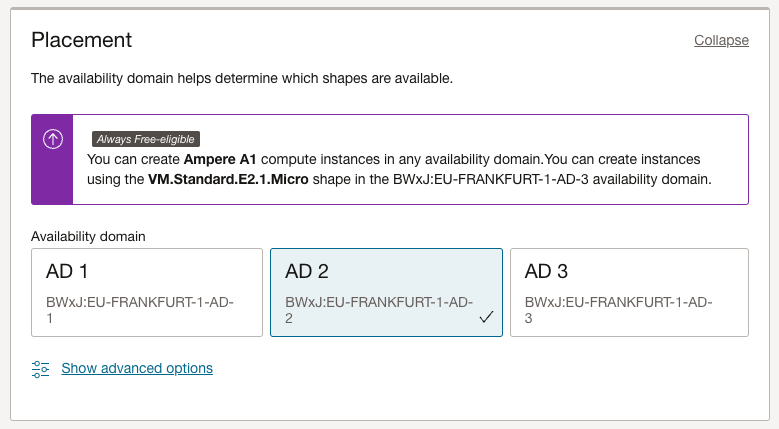 Placement
Collapse
The availability domain helps determine which shapes are available.
Always Free-eligible
You can create Ampere A1 compute instances in any availability domain.You can create instances
using the VM.Standard.E2.1.Micro shape in the BWxJ:EU-FRANKFURT-1-AD-3 availability domain.
Availability domain
AD 1
BWxJ:EU-FRANKFURT-1-AD-
1
AD 2
BWxJ:EU-FRANKFURT-1-AD-
2
AD 3
BWxJ:EU-FRANKFURT-1-AD-
3
Show advanced options